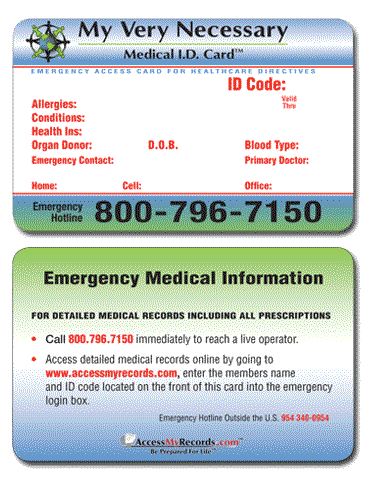 My Very Necessary
Medical I.D. Card™
EMERGENCY ACCESS CARD FOR HEALTHCARE DIRECTIVES
ID Code:
Valid
Thru
Allergies:
Conditions:
Health Ins:
Organ Donor: D.O.B. Blood Type:
Emergency Contact: Primary Doctor:
Home: Cell: Office:
Emergency
Hotline
800-796-7150
Emergency Medical Information
FOR DETAILED MEDICAL RECORDS INCLUDING ALL PRESCRIPTIONS
• Call 800.796.7150 immediately to reach a live operator.
• Access detailed medical records online by going to
www.accessmyrecords.com, enter the members name
and ID code located on the front of this card into the emergency
login box.
Emergency Hotline Outside the U.S. 954 340-0954
AccessMyRecords.com™
Be Prepared For Life™